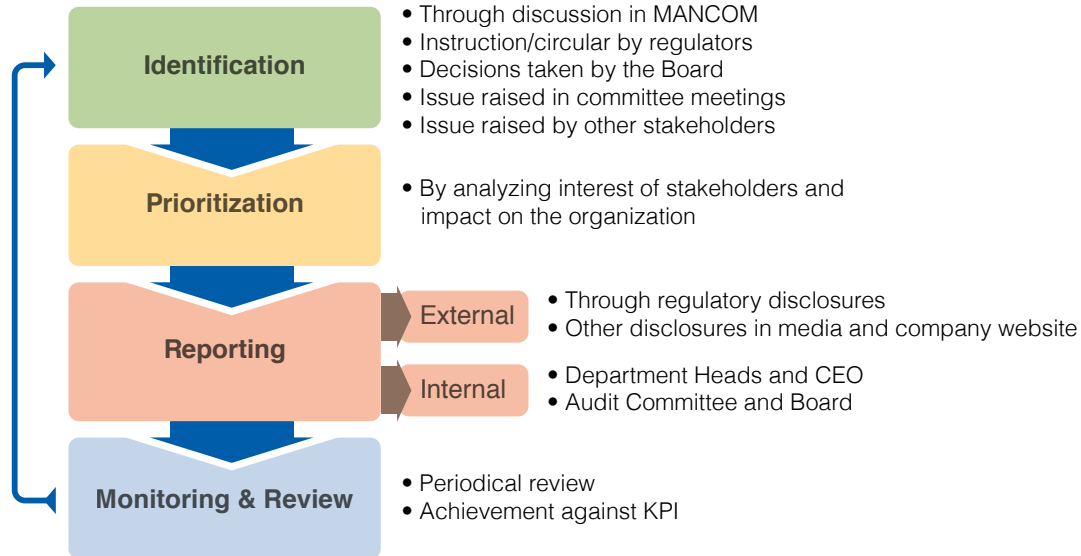 Identification
• Through discussion in MANCOM
• Instruction/circular by regulators
• Decisions taken by the Board
• Issue raised in committee meetings
• Issue raised by other stakeholders
Prioritization
• By analyzing interest of stakeholders and
impact on the organization
Reporting
External
• Through regulatory disclosures
• Other disclosures in media and company website
Internal
• Department Heads and CEO
• Audit Committee and Board
Monitoring & Review
• Periodical review
• Achievement against KPI